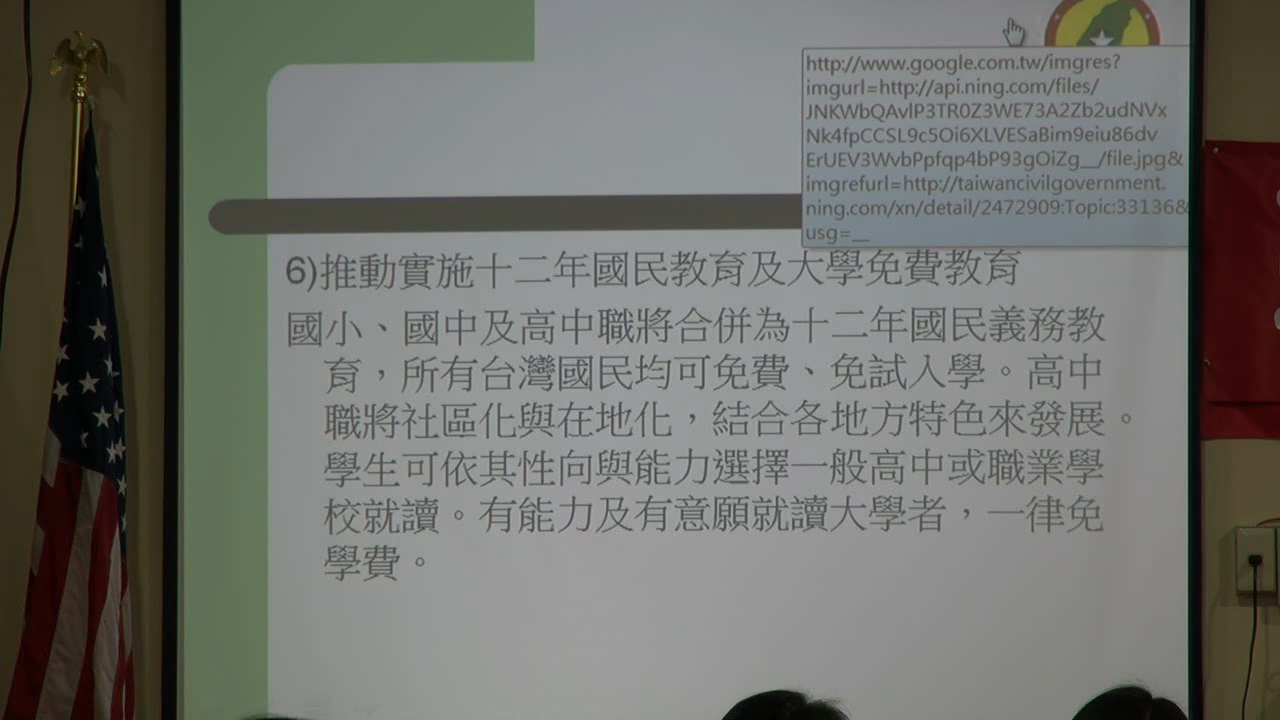 http://www.google.com.tw/imgres?
imgurl=http://api.ning.com/files/
JNKWbQAvlP3TR0Z3WE73A2Zb2udNVx
Nk4fpCCSL9c5Oi6XLVESaBim9eiu86dv
ErUEV3WvbPpfqp4bP93gOiZg__/file.jpg&
imgrefurl=http://taiwancivilgovernment.
ning.com/xn/detail/2472909:Topic:33136&
usg=__
6)推動實施十二年國民教育及大學免費教育
國小、國中及高中職將合併為十二年國民義務教
育，所有台灣國民均可免費、免試入學。高中
職將社區化與在地化，結合各地方特色來發展。
學生可依其性向與能力選擇一般高中或職業學
校就讀。有能力及有意願就讀大學者，一律免
學費。